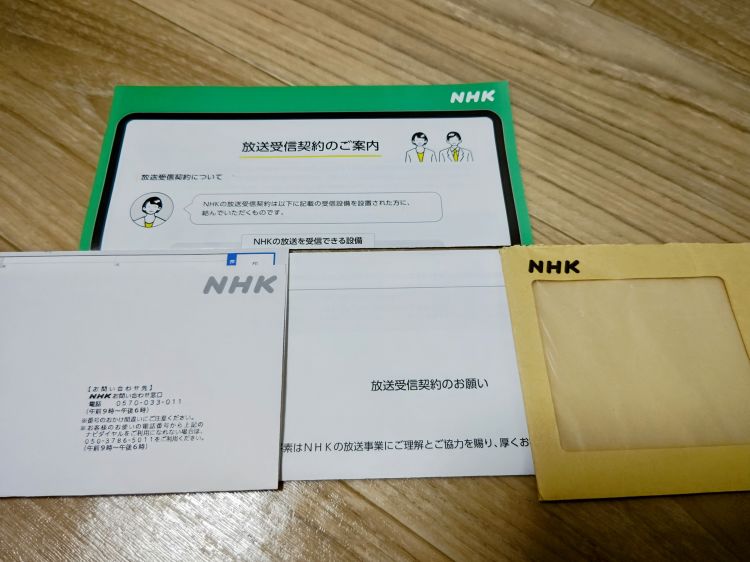 NHK
放送受信契約のご案内
放送受信契約について
NHKの放送受信契約は以下に記載の受信設備を設置された方に、
結んでいただくものです。
NHKの放送を受信できる設備
NHK
【お問い合わせ先】
NHKお問い合わせ窓口
電話 0570-033-011
(午前9時～午後6時)
※番号のおかけ間違いにご注意ください。
※お客様のお使いの電話番号から上記の
ナビダイヤルをご利用になれない場合は、
050-3786-5011をご利用ください。
(午前9時～午後6時)
放送受信契約のお願い
素はNHKの放送事業にご理解とご協力を賜り、厚くお
NHK